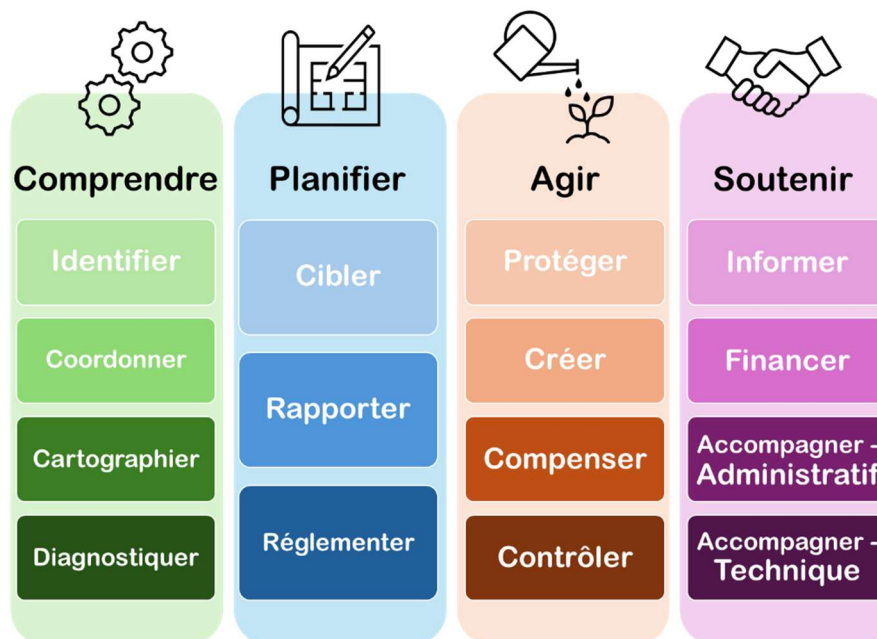 Comprendre
Identifier
Coordonner
Cartographier
Diagnostiquer
Planifier
Cibler
Rapporter
Réglementer
Agir
Protéger
Créer
Compenser
Contrôler
Soutenir
Informer
Financer
Accompagner -
Administratif
Accompagner -
Technique